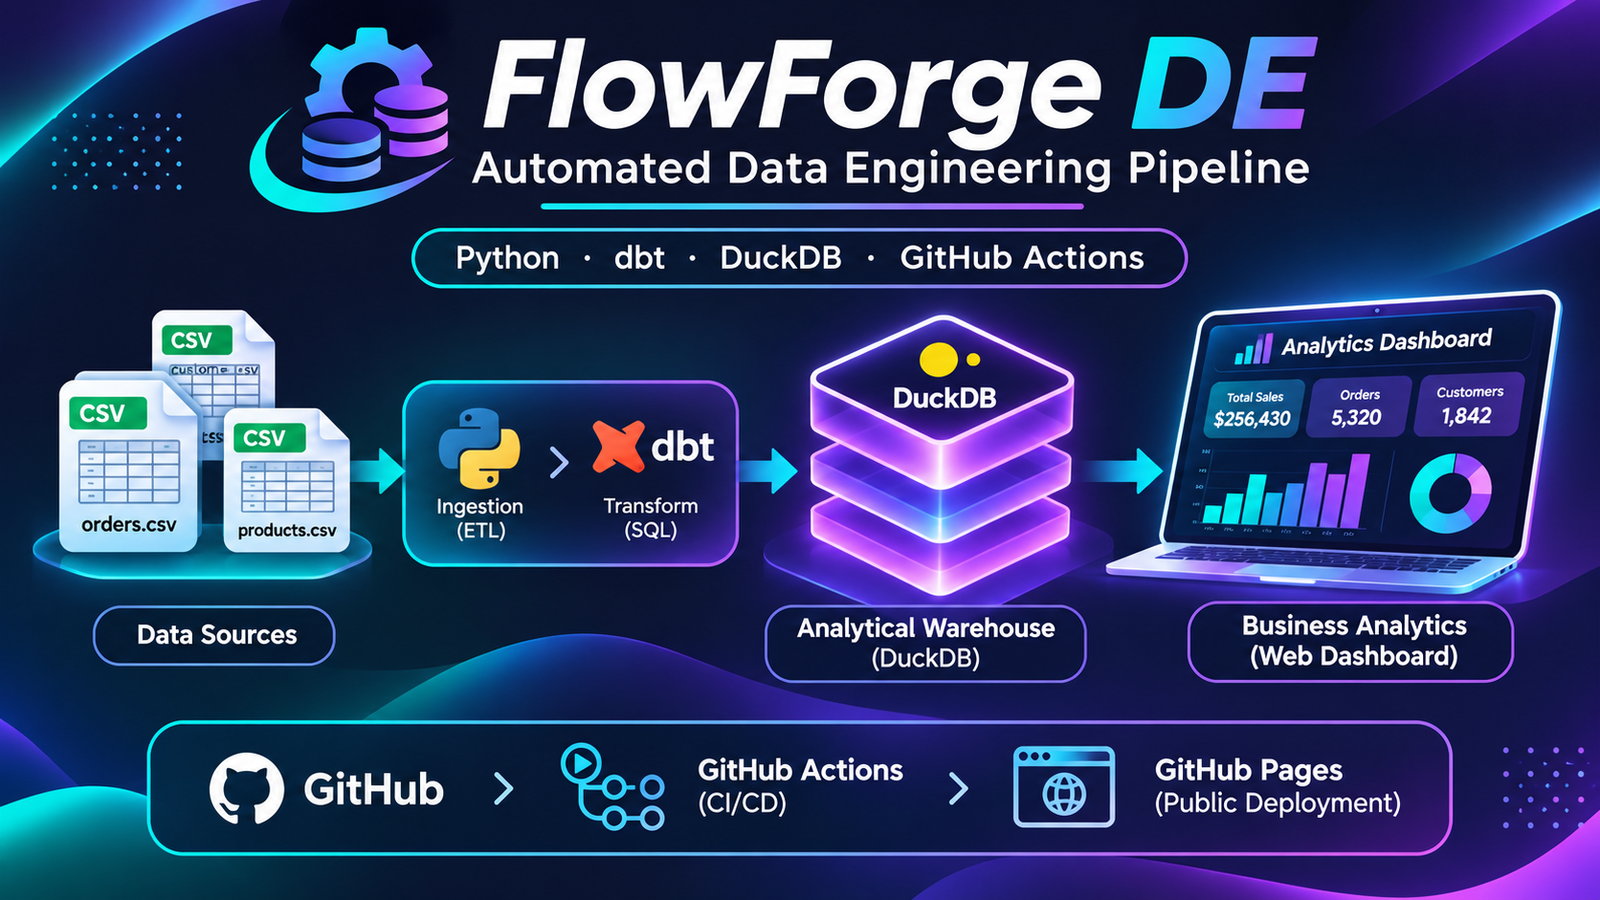 FlowForge DE
Automated Data Engineering Pipeline
Python · dbt · DuckDB · GitHub Actions
CSV
CSV
orders.csv
CSV
products.csv
Data Sources
Ingestion
(ETL)
dbt
Transform
(SQL)
DuckDB
Analytical Warehouse
(DuckDB)
Analytics Dashboard
Total Sales
$256,430
Orders
5,320
Customers
1,842
Business Analytics
(Web Dashboard)
GitHub
GitHub Actions
(CI/CD)
GitHub Pages
(Public Deployment)